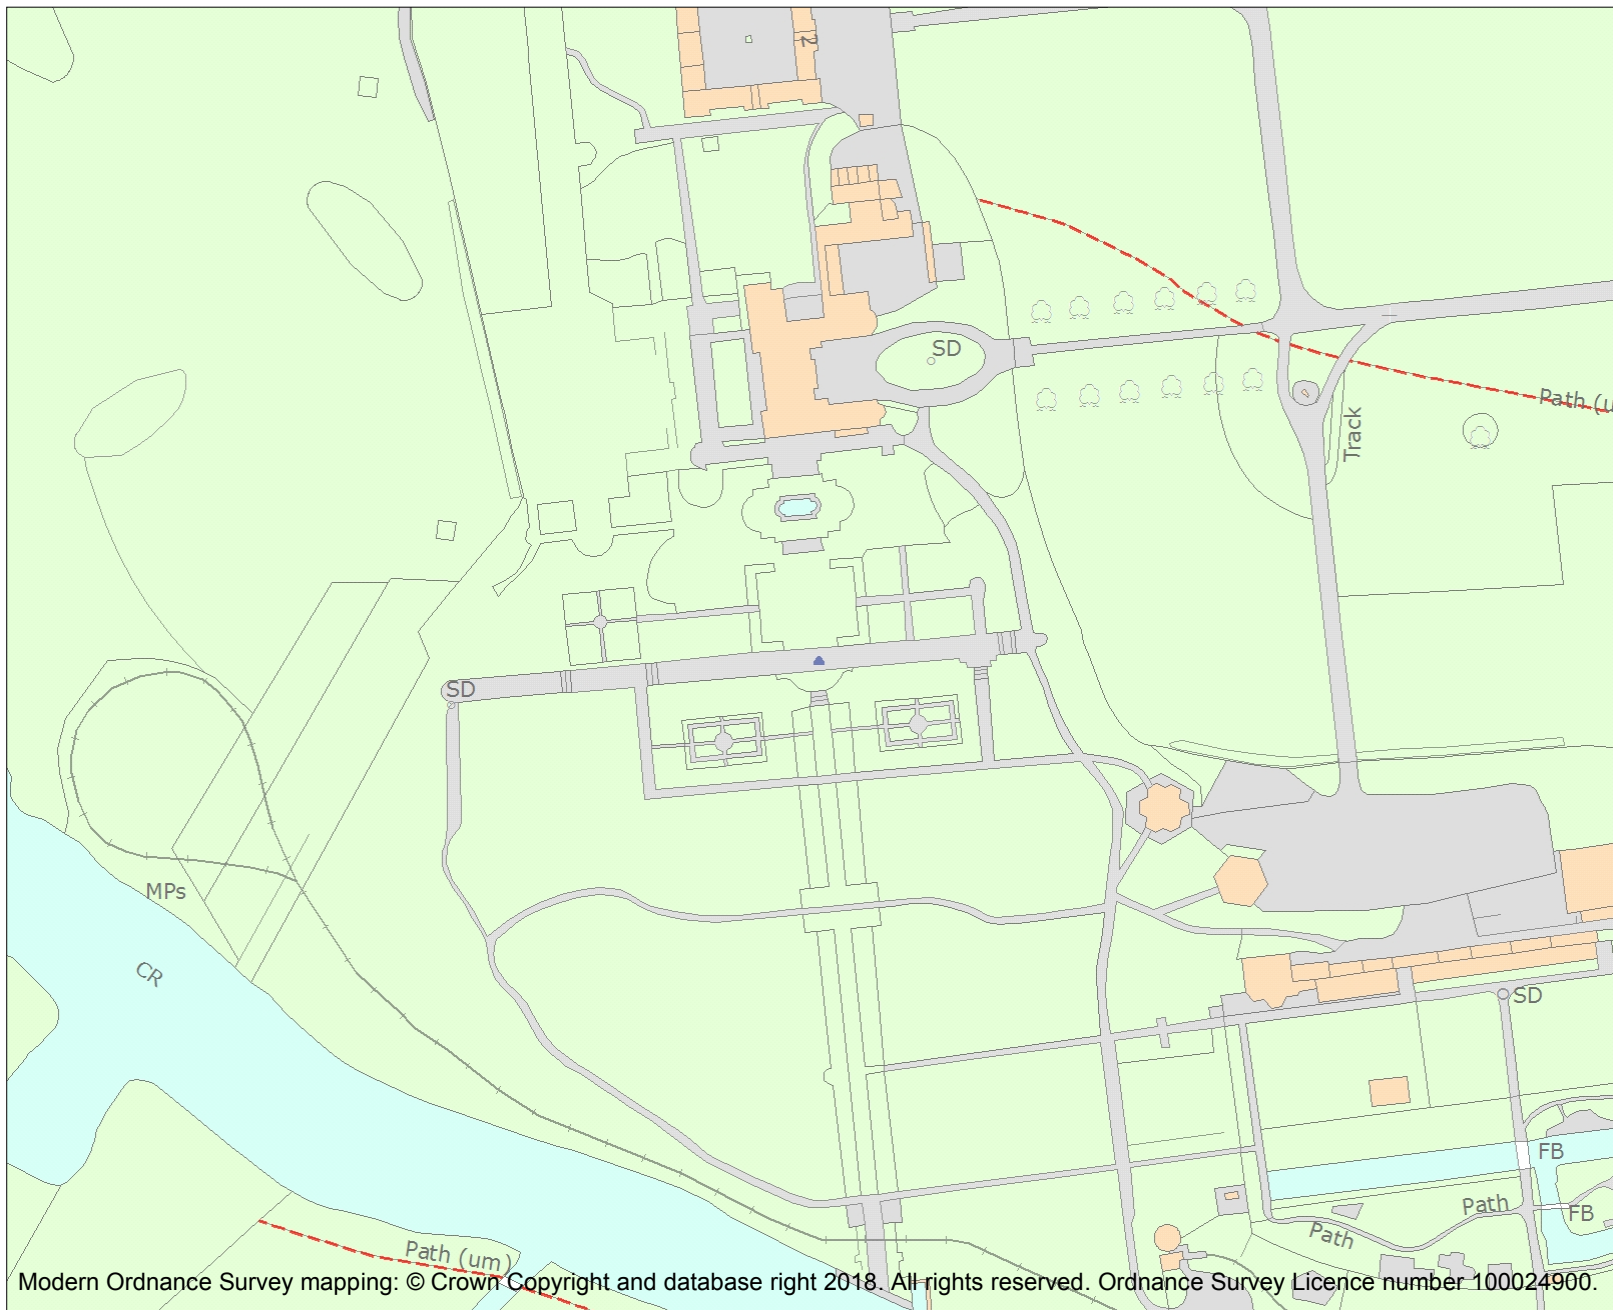 2
SD
Path (u
Track
SD
MPs
CR
SD
FB
Path
FB
Path
Path (um)
Modern Ordnance Survey mapping: © Crown Copyright and database right 2018. All rights reserved. Ordnance Survey Licence number 100024900.